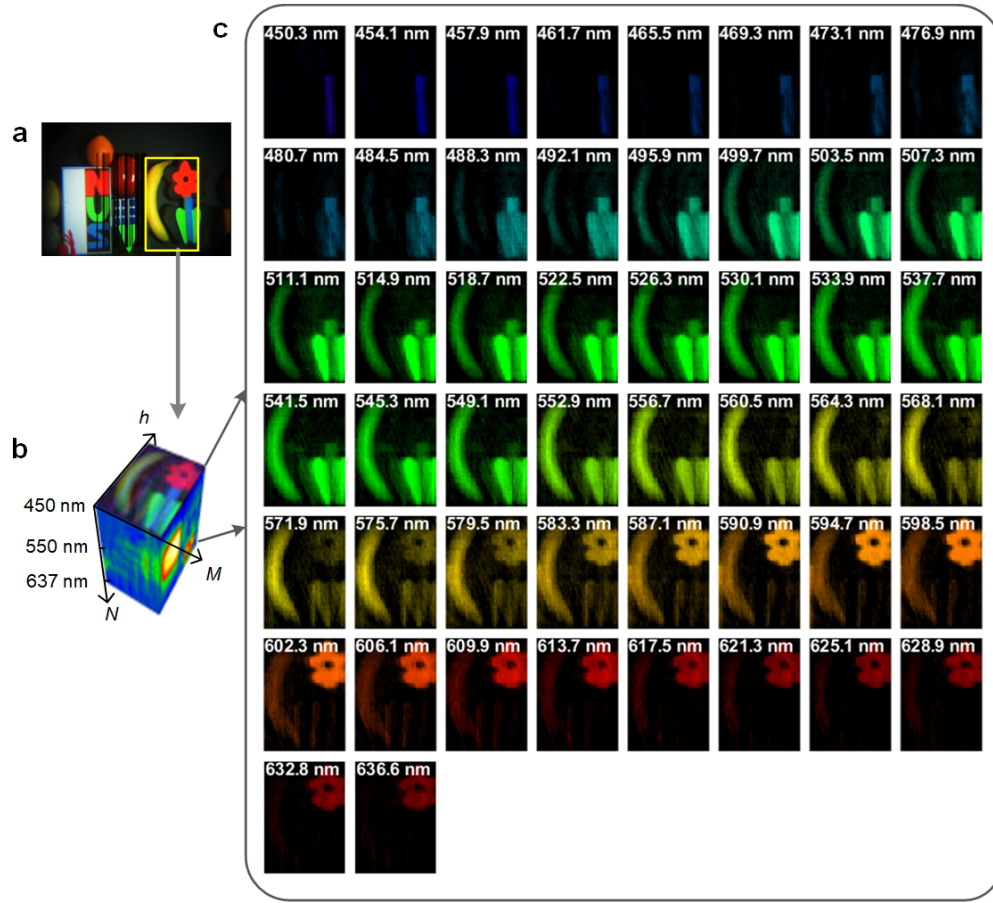 c
450.3 nm 454.1 nm 457.9 nm 461.7 nm 465.5 nm 469.3 nm 473.1 nm 476.9 nm
a
N
U
S
480.7 nm 484.5 nm 488.3 nm 492.1 nm 495.9 nm 499.7 nm 503.5 nm 507.3 nm
511.1 nm 514.9 nm 518.7 nm 522.5 nm 526.3 nm 530.1 nm 533.9 nm 537.7 nm
541.5 nm 545.3 nm 549.1 nm 552.9 nm 556.7 nm 560.5 nm 564.3 nm 568.1 nm
h
b
450 nm
550 nm
637 nm
M
N
571.9 nm 575.7 nm 579.5 nm 583.3 nm 587.1 nm 590.9 nm 594.7 nm 598.5 nm
602.3 nm 606.1 nm 609.9 nm 613.7 nm 617.5 nm 621.3 nm 625.1 nm 628.9 nm
632.8 nm 636.6 nm